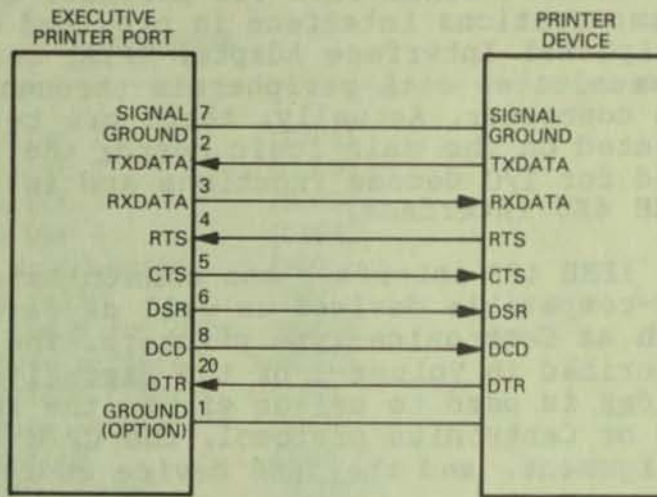 EXECUTIVE
PRINTER PORT
PRINTER
DEVICE
SIGNAL GROUND 7 SIGNAL GROUND
TXDATA 2 TXDATA
RXDATA 3 RXDATA
RTS 4 RTS
CTS 5 CTS
DSR 6 DSR
DCD 8 DCD
DTR 20 DTR
GROUND (OPTION) 1